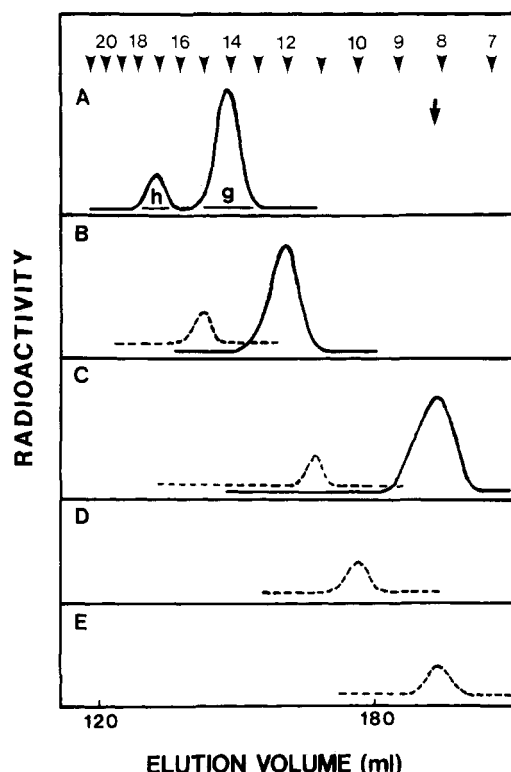 20 18 16 14 12 10 9 8 7
A
h g
B
C
D
E
RADIOACTIVITY
120 180
ELUTION VOLUME (ml)